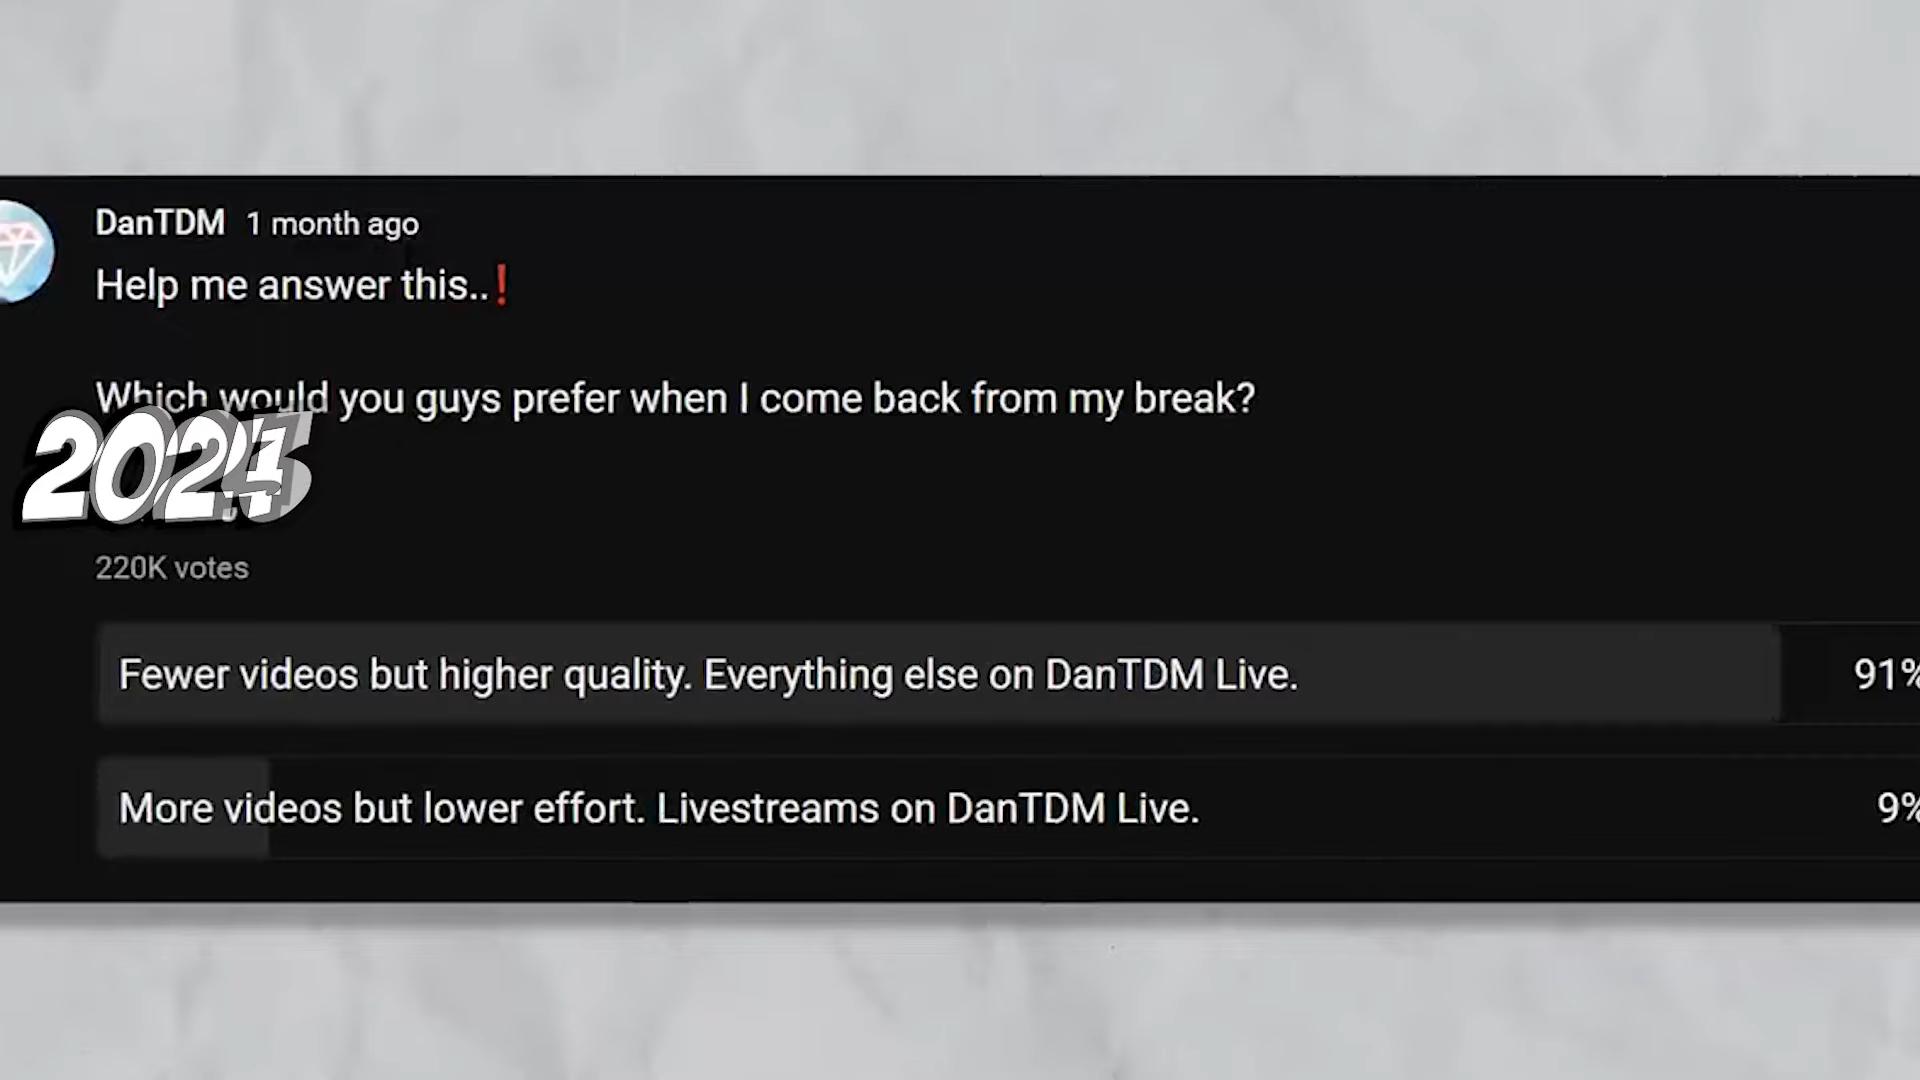 DanTDM 1 month ago
Help me answer this..❗
Which would you guys prefer when I come back from my break?
220K votes
Fewer videos but higher quality. Everything else on DanTDM Live.
91%
More videos but lower effort. Livestreams on DanTDM Live.
9%